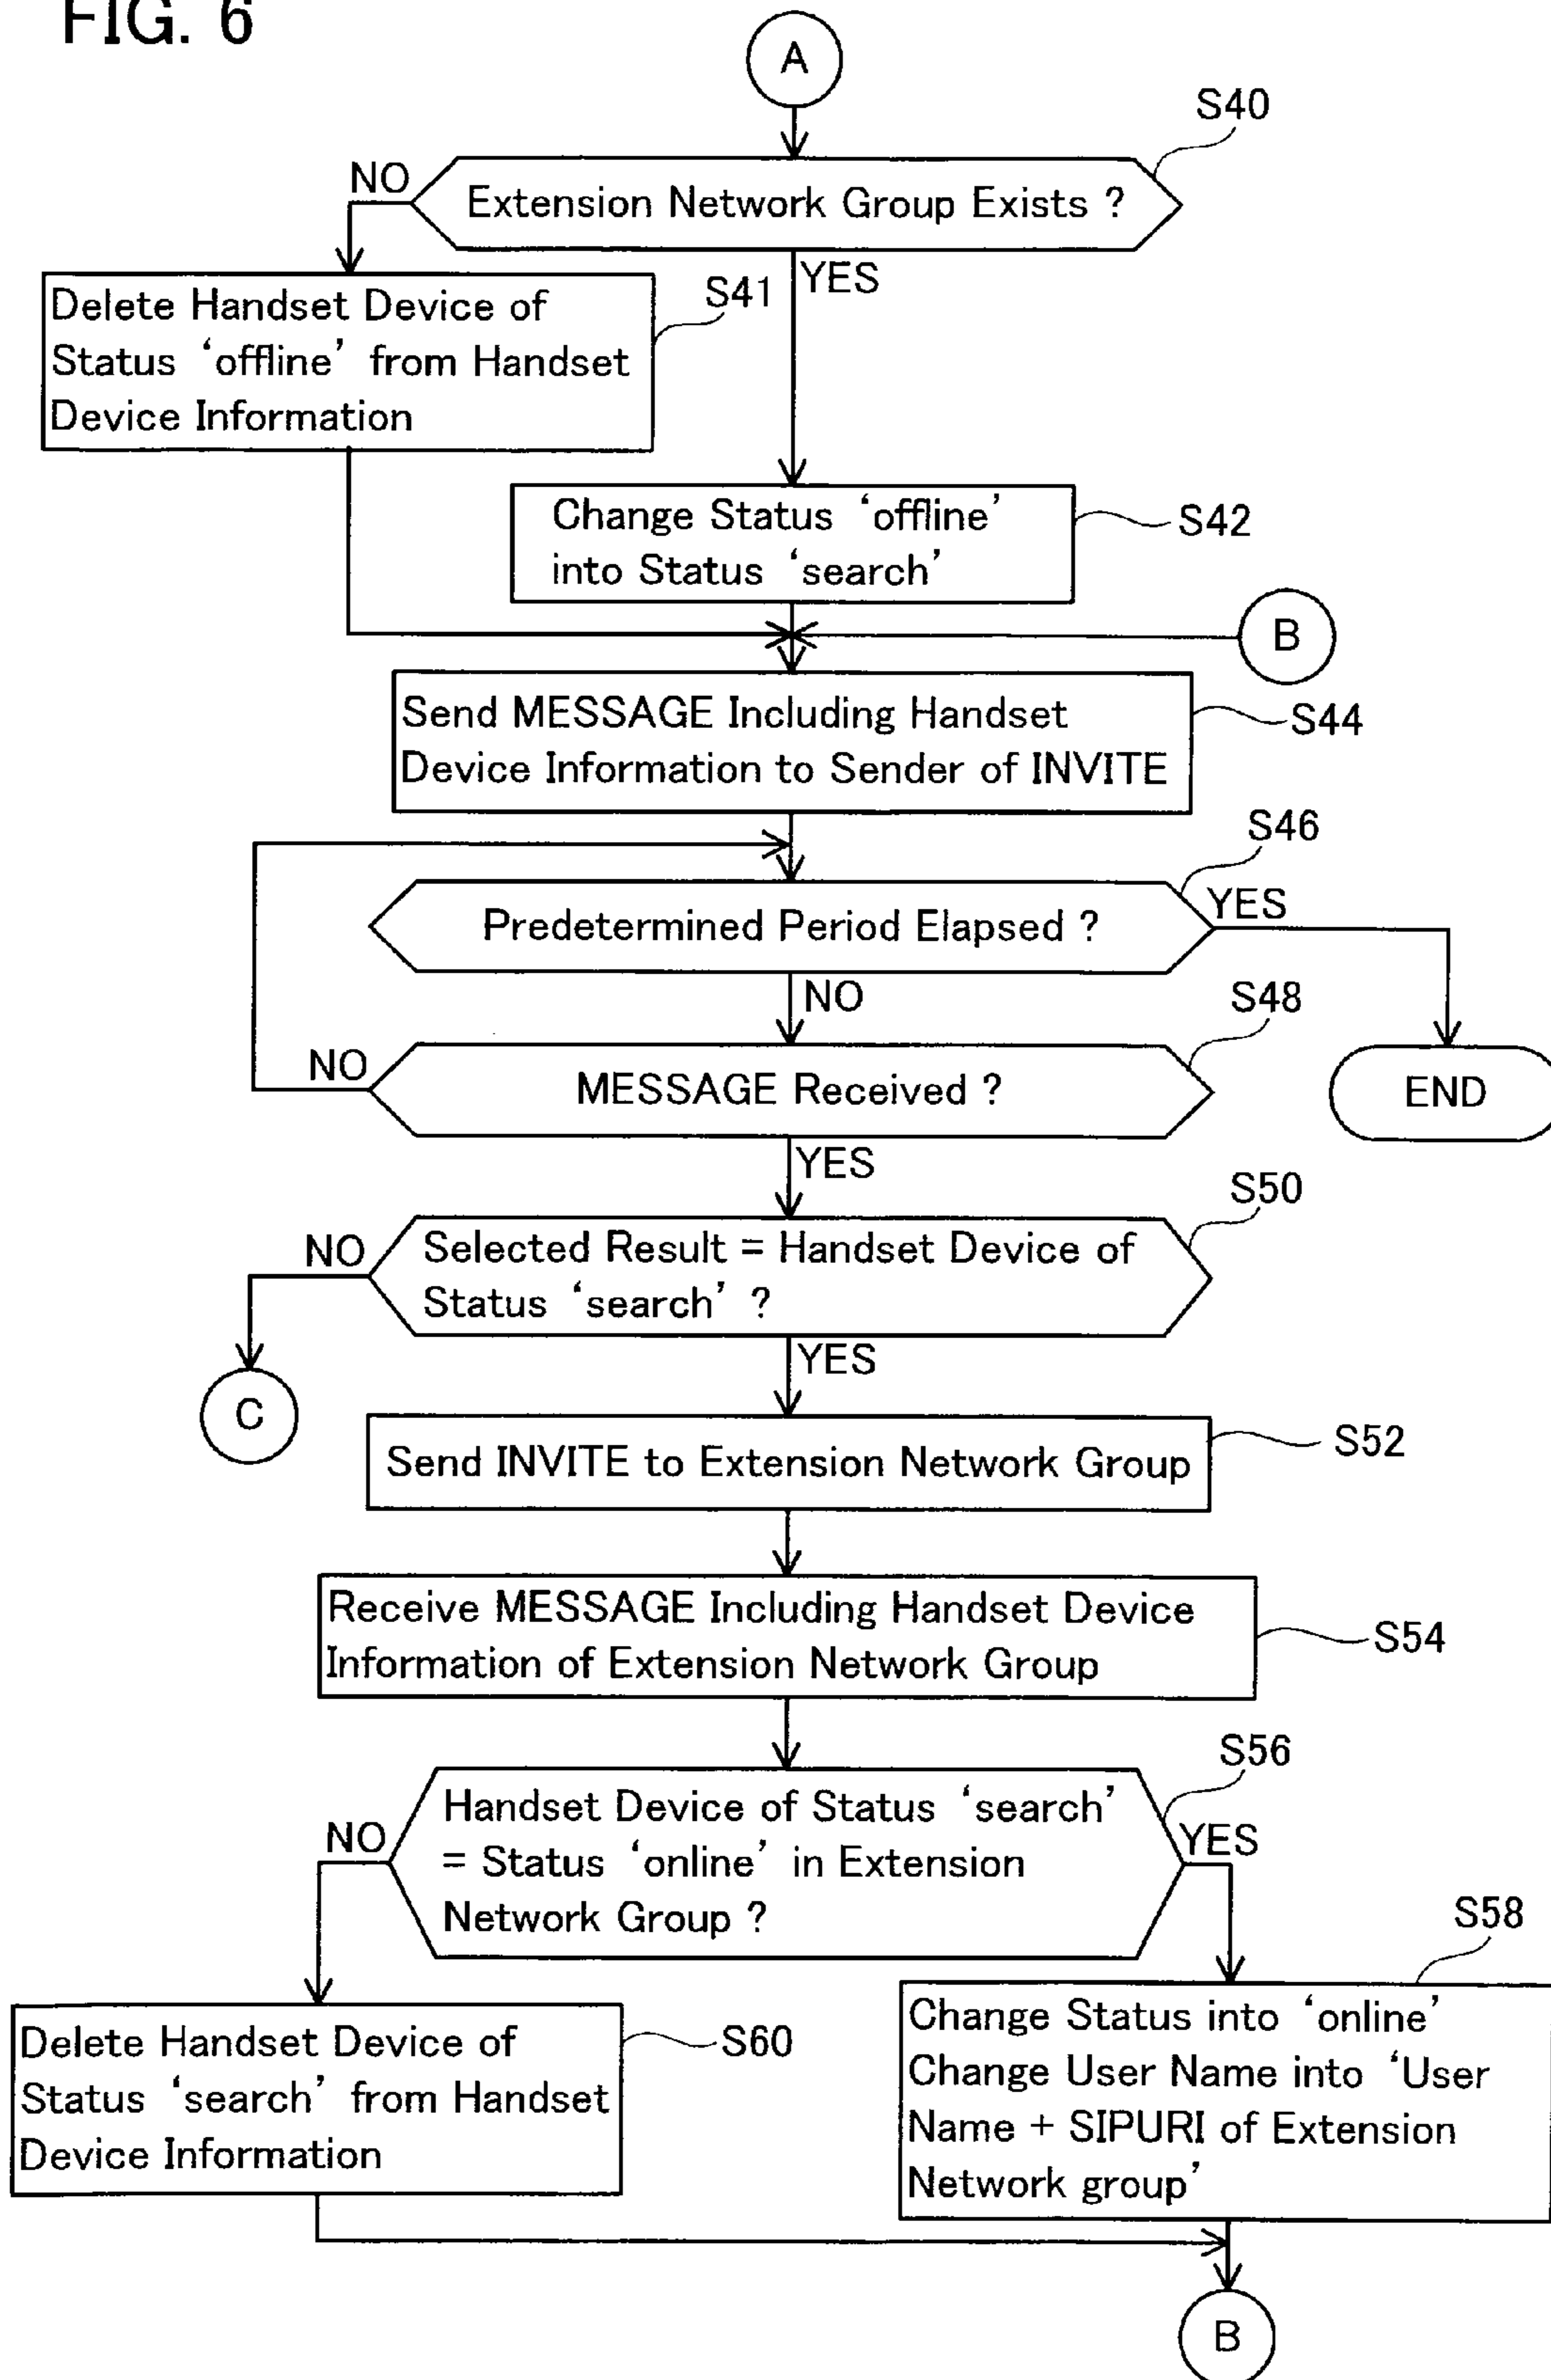 FIG. 6
A
S40
NO
Extension Network Group Exists ?
YES
S41
Delete Handset Device of
Status ‘offline’ from Handset
Device Information
Change Status ‘offline’
into Status ‘search’
S42
B
Send MESSAGE Including Handset
Device Information to Sender of INVITE
S44
S46
Predetermined Period Elapsed ?
YES
NO
S48
NO
MESSAGE Received ?
END
YES
S50
NO
Selected Result = Handset Device of
Status ‘search’ ?
YES
C
Send INVITE to Extension Network Group
S52
Receive MESSAGE Including Handset Device
Information of Extension Network Group
S54
S56
Handset Device of Status ‘search’
= Status ‘online’ in Extension
Network Group ?
NO
YES
S58
Delete Handset Device of
Status ‘search’ from Handset
Device Information
S60
Change Status into ‘online’
Change User Name into ‘User
Name + SIPURI of Extension
Network group’
B